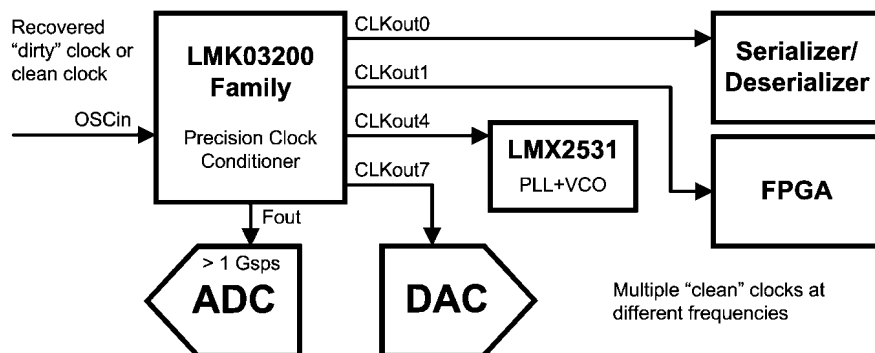 Recovered
“dirty” clock or
clean clock
OSCin
LMK03200
Family
Precision Clock
Conditioner
CLKout0
CLKout1
CLKout4
CLKout7
Fout
Serializer/
Deserializer
LMX2531
PLL+VCO
FPGA
> 1 Gsps
ADC
DAC
Multiple “clean” clocks at
different frequencies